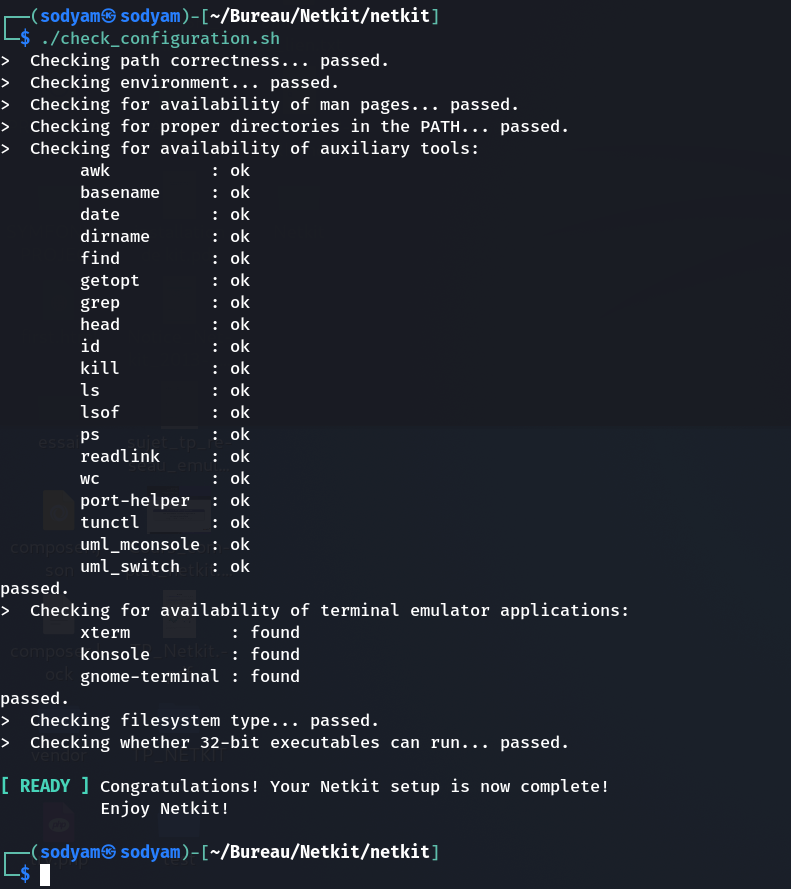 ┌──(sodyam㉿sodyam)-[~/Bureau/Netkit/netkit]
└─$ ./check_configuration.sh
>  Checking path correctness... passed.
>  Checking environment... passed.
>  Checking for availability of man pages... passed.
>  Checking for proper directories in the PATH... passed.
>  Checking for availability of auxiliary tools:
        awk          : ok
        basename     : ok
        date         : ok
        dirname      : ok
        find         : ok
        getopt       : ok
        grep         : ok
        head         : ok
        id           : ok
        kill         : ok
        ls           : ok
        lsof         : ok
        ps           : ok
        readlink     : ok
        wc           : ok
        port-helper  : ok
        tunctl       : ok
        uml_mconsole : ok
        uml_switch   : ok
passed.
>  Checking for availability of terminal emulator applications:
        xterm          : found
        konsole        : found
        gnome-terminal : found
passed.
>  Checking filesystem type... passed.
>  Checking whether 32-bit executables can run... passed.
[ READY ] Congratulations! Your Netkit setup is now complete!
          Enjoy Netkit!
┌──(sodyam㉿sodyam)-[~/Bureau/Netkit/netkit]
└─$